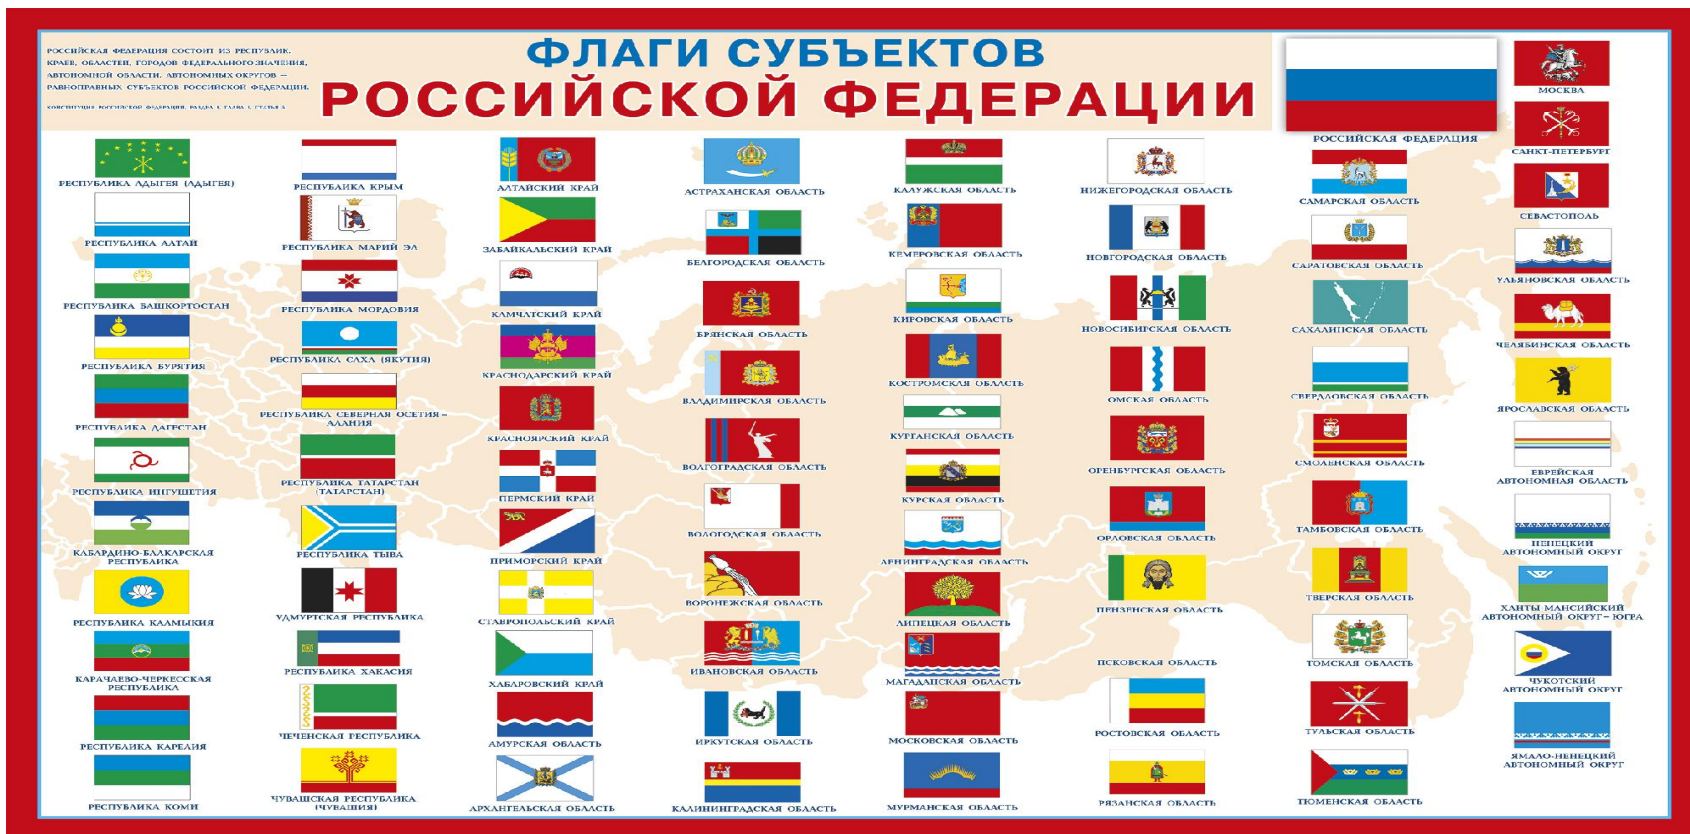 РОССИЙСКАЯ ФЕДЕРАЦИЯ СОСТОИТ ИЗ РЕСПУБЛИК,
КРАЕВ, ОБЛАСТЕЙ, ГОРОДОВ ФЕДЕРАЛЬНОГО ЗНАЧЕНИЯ,
АВТОНОМНОЙ ОБЛАСТИ, АВТОНОМНЫХ ОКРУГОВ –
РАВНОПРАВНЫХ СУБЪЕКТОВ РОССИЙСКОЙ ФЕДЕРАЦИИ.
КОНСТИТУЦИЯ РОССИЙСКОЙ ФЕДЕРАЦИИ, РАЗДЕЛ 1, ГЛАВА 3, СТАТЬЯ 5
ФЛАГИ СУБЪЕКТОВ
РОССИЙСКОЙ ФЕДЕРАЦИИ
РОССИЙСКАЯ ФЕДЕРАЦИЯ
РЕСПУБЛИКА АДЫГЕЯ (АДЫГЕЯ)
РЕСПУБЛИКА АЛТАЙ
РЕСПУБЛИКА БАШКОРТОСТАН
РЕСПУБЛИКА БУРЯТИЯ
РЕСПУБЛИКА ДАГЕСТАН
РЕСПУБЛИКА ИНГУШЕТИЯ
КАБАРДИНО-БАЛКАРСКАЯ
РЕСПУБЛИКА
РЕСПУБЛИКА КАЛМЫКИЯ
КАРАЧАЕВО-ЧЕРКЕССКАЯ
РЕСПУБЛИКА
РЕСПУБЛИКА КАРЕЛИЯ
РЕСПУБЛИКА КОМИ
РЕСПУБЛИКА КРЫМ
РЕСПУБЛИКА МАРИЙ ЭЛ
РЕСПУБЛИКА МОРДОВИЯ
РЕСПУБЛИКА САХА (ЯКУТИЯ)
РЕСПУБЛИКА СЕВЕРНАЯ ОСЕТИЯ –
АЛАНИЯ
РЕСПУБЛИКА ТАТАРСТАН
(ТАТАРСТАН)
РЕСПУБЛИКА ТЫВА
УДМУРТСКАЯ РЕСПУБЛИКА
РЕСПУБЛИКА ХАКАСИЯ
ЧЕЧЕНСКАЯ РЕСПУБЛИКА
ЧУВАШСКАЯ РЕСПУБЛИКА
(ЧУВАШИЯ)
АЛТАЙСКИЙ КРАЙ
ЗАБАЙКАЛЬСКИЙ КРАЙ
КАМЧАТСКИЙ КРАЙ
КРАСНОДАРСКИЙ КРАЙ
КРАСНОЯРСКИЙ КРАЙ
ПЕРМСКИЙ КРАЙ
ПРИМОРСКИЙ КРАЙ
СТАВРОПОЛЬСКИЙ КРАЙ
ХАБАРОВСКИЙ КРАЙ
АМУРСКАЯ ОБЛАСТЬ
АРХАНГЕЛЬСКАЯ ОБЛАСТЬ
АСТРАХАНСКАЯ ОБЛАСТЬ
БЕЛГОРОДСКАЯ ОБЛАСТЬ
БРЯНСКАЯ ОБЛАСТЬ
ВЛАДИМИРСКАЯ ОБЛАСТЬ
ВОЛГОГРАДСКАЯ ОБЛАСТЬ
ВОЛОГОДСКАЯ ОБЛАСТЬ
ВОРОНЕЖСКАЯ ОБЛАСТЬ
ИВАНОВСКАЯ ОБЛАСТЬ
ИРКУТСКАЯ ОБЛАСТЬ
КАЛИНИНГРАДСКАЯ ОБЛАСТЬ
КАЛУЖСКАЯ ОБЛАСТЬ
КЕМЕРОВСКАЯ ОБЛАСТЬ
КИРОВСКАЯ ОБЛАСТЬ
КОСТРОМСКАЯ ОБЛАСТЬ
КУРГАНСКАЯ ОБЛАСТЬ
КУРСКАЯ ОБЛАСТЬ
ЛЕНИНГРАДСКАЯ ОБЛАСТЬ
ЛИПЕЦКАЯ ОБЛАСТЬ
МАГАДАНСКАЯ ОБЛАСТЬ
МОСКОВСКАЯ ОБЛАСТЬ
МУРМАНСКАЯ ОБЛАСТЬ
НИЖЕГОРОДСКАЯ ОБЛАСТЬ
НОВГОРОДСКАЯ ОБЛАСТЬ
НОВОСИБИРСКАЯ ОБЛАСТЬ
ОМСКАЯ ОБЛАСТЬ
ОРЕНБУРГСКАЯ ОБЛАСТЬ
ОРЛОВСКАЯ ОБЛАСТЬ
ПЕНЗЕНСКАЯ ОБЛАСТЬ
ПСКОВСКАЯ ОБЛАСТЬ
РОСТОВСКАЯ ОБЛАСТЬ
РЯЗАНСКАЯ ОБЛАСТЬ
САМАРСКАЯ ОБЛАСТЬ
САРАТОВСКАЯ ОБЛАСТЬ
САХАЛИНСКАЯ ОБЛАСТЬ
СВЕРДЛОВСКАЯ ОБЛАСТЬ
СМОЛЕНСКАЯ ОБЛАСТЬ
ТАМБОВСКАЯ ОБЛАСТЬ
ТВЕРСКАЯ ОБЛАСТЬ
ТОМСКАЯ ОБЛАСТЬ
ТУЛЬСКАЯ ОБЛАСТЬ
ТЮМЕНСКАЯ ОБЛАСТЬ
МОСКВА
САНКТ-ПЕТЕРБУРГ
СЕВАСТОПОЛЬ
УЛЬЯНОВСКАЯ ОБЛАСТЬ
ЧЕЛЯБИНСКАЯ ОБЛАСТЬ
ЯРОСЛАВСКАЯ ОБЛАСТЬ
ЕВРЕЙСКАЯ
АВТОНОМНАЯ ОБЛАСТЬ
НЕНЕЦКИЙ
АВТОНОМНЫЙ ОКРУГ
ХАНТЫ-МАНСИЙСКИЙ
АВТОНОМНЫЙ ОКРУГ – ЮГРА
ЧУКОТСКИЙ
АВТОНОМНЫЙ ОКРУГ
ЯМАЛО-НЕНЕЦКИЙ
АВТОНОМНЫЙ ОКРУГ